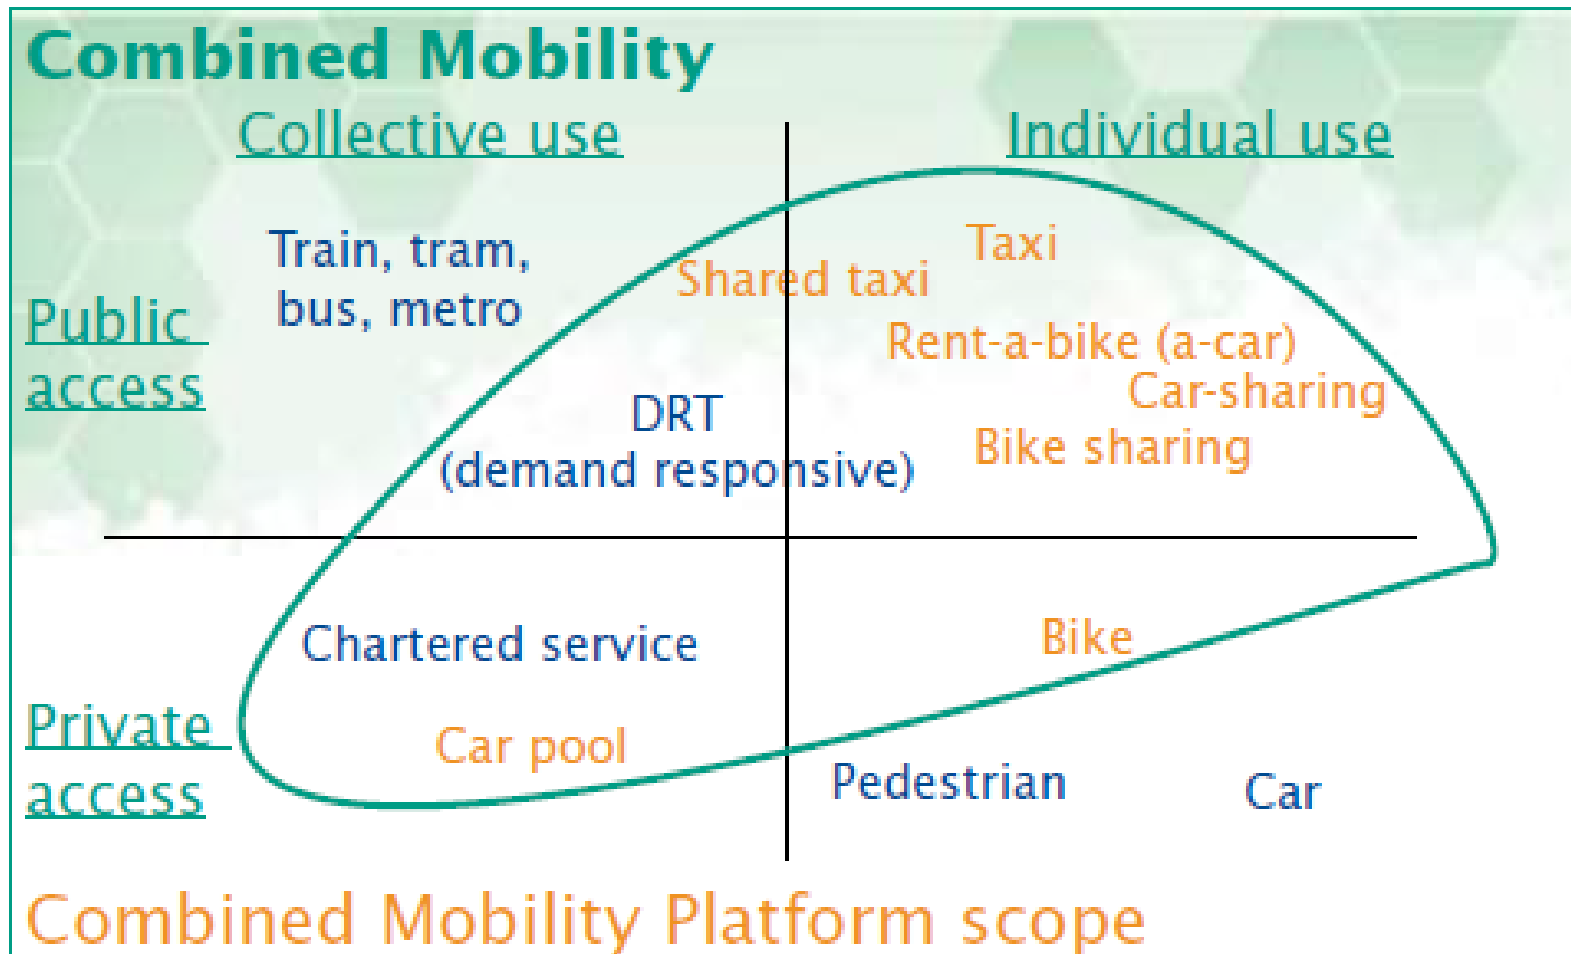 Combined Mobility
Collective use
Individual use
Train, tram,
bus, metro
Public
access
Shared taxi
Taxi
Rent-a-bike (a-car)
Car-sharing
Bike sharing
DRT
(demand responsive)
Chartered service
Bike
Private
access
Car pool
Pedestrian
Car
Combined Mobility Platform scope